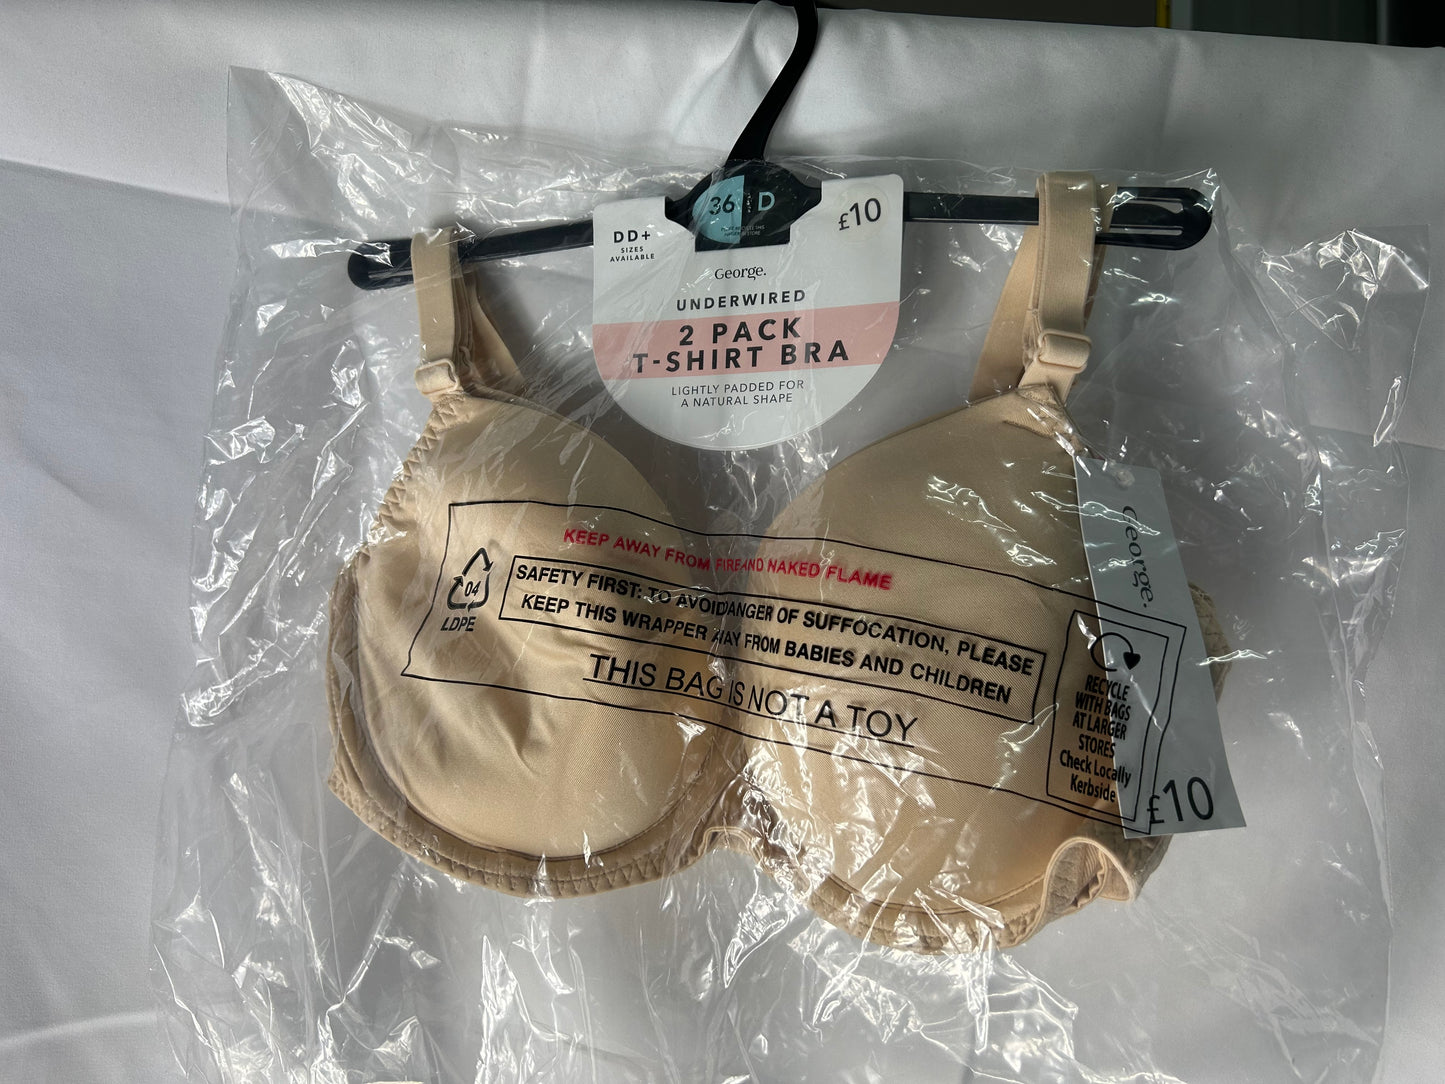 36 D
£10
DD+
SIZES
AVAILABLE
George.
UNDERWIRED
2 PACK
T-SHIRT BRA
LIGHTLY PADDED FOR
A NATURAL SHAPE
George.
£10
KEEP AWAY FROM FIRE AND NAKED FLAME
04
LDPE
SAFETY FIRST: TO AVOID DANGER OF SUFFOCATION, PLEASE
KEEP THIS WRAPPER AWAY FROM BABIES AND CHILDREN
THIS BAG IS NOT A TOY
RECYCLE
WITH BAGS
AT LARGER
STORES
Check Locally
Kerbside